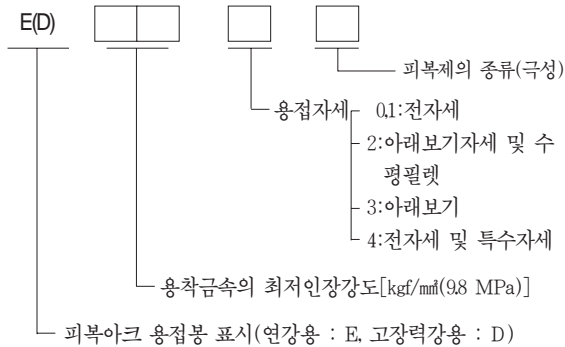 E(D)
피복제의 종류(극성)
용접자세
0,1:전자세
2:아래보기자세 및 수
평필렛
3:아래보기
4:전자세 및 특수자세
용착금속의 최저인장강도[kgf/㎟(9.8 MPa)]
피복아크 용접봉 표시(연강용 : E, 고장력강용 : D)